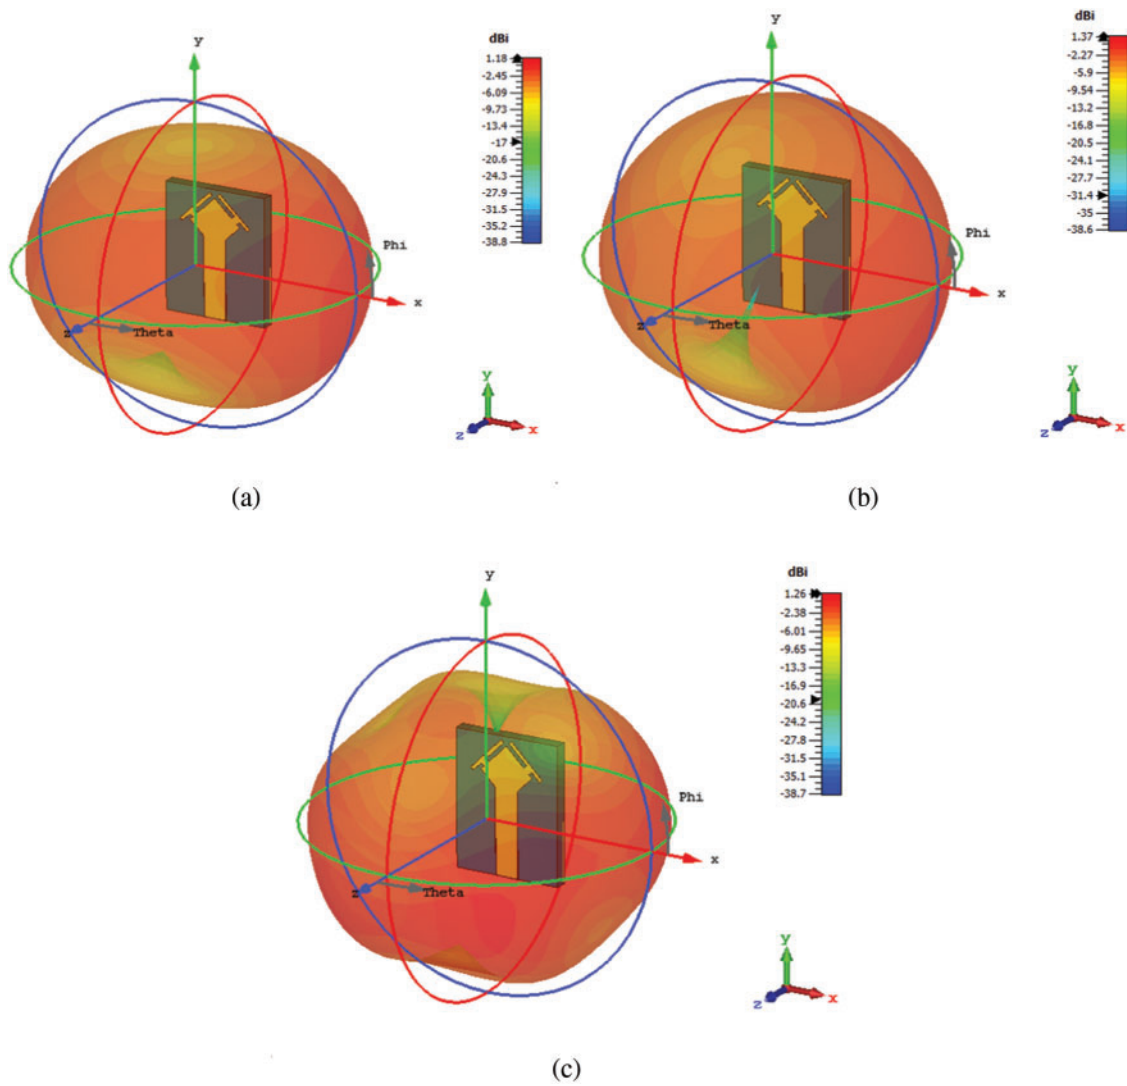 y
dBi
1.18
-2.45
-6.09
-9.73
-13.4
-17
-20.6
-24.3
-27.9
-31.5
-35.2
-38.8
Phi
x
z
Theta
y
z
x
(a)
y
dBi
1.37
-2.27
-5.9
-9.54
-13.2
-16.8
-20.5
-24.1
-27.7
-31.4
-35
-38.6
Phi
x
z
Theta
y
z
x
(b)
y
dBi
1.26
-2.38
-6.01
-9.65
-13.3
-16.9
-20.6
-24.2
-27.8
-31.5
-35.1
-38.7
Phi
x
z
Theta
y
z
x
(c)